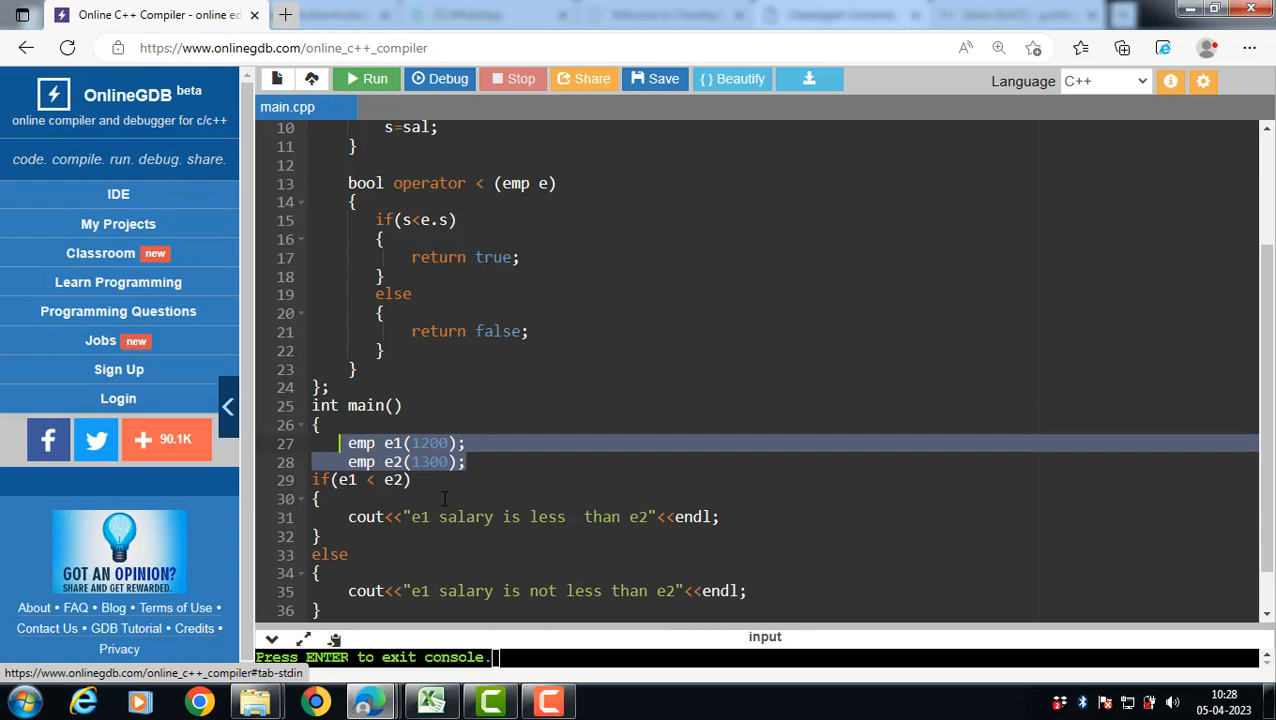 Online C++ Compiler - online ed
https://www.onlinegdb.com/online_c++_compiler
OnlineGDB beta
online compiler and debugger for c/c++
code. compile. run. debug. share.
IDE
My Projects
Classroom new
Learn Programming
Programming Questions
Jobs new
Sign Up
Login
f
+ 90.1K
GOT AN OPINION?
SHARE AND GET REWARDED.
About • FAQ • Blog • Terms of Use •
Contact Us • GDB Tutorial • Credits •
Privacy
Run Debug Stop Share Save { } Beautify
Language C++
main.cpp
10 s=sal;
11 }
12
13 bool operator < (emp e)
14 {
15 if(s<e.s)
16 {
17 return true;
18 }
19 else
20 {
21 return false;
22 }
23 }
24 };
25 int main()
26 {
27 emp e1(1200);
28 emp e2(1300);
29 if(e1 < e2)
30 {
31 cout<<"e1 salary is less  than e2"<<endl;
32 }
33 else
34 {
35 cout<<"e1 salary is not less than e2"<<endl;
36 }
input
Press ENTER to exit console.
https://www.onlinegdb.com/online_c++_compiler#tab-stdin
10:28
05-04-2023